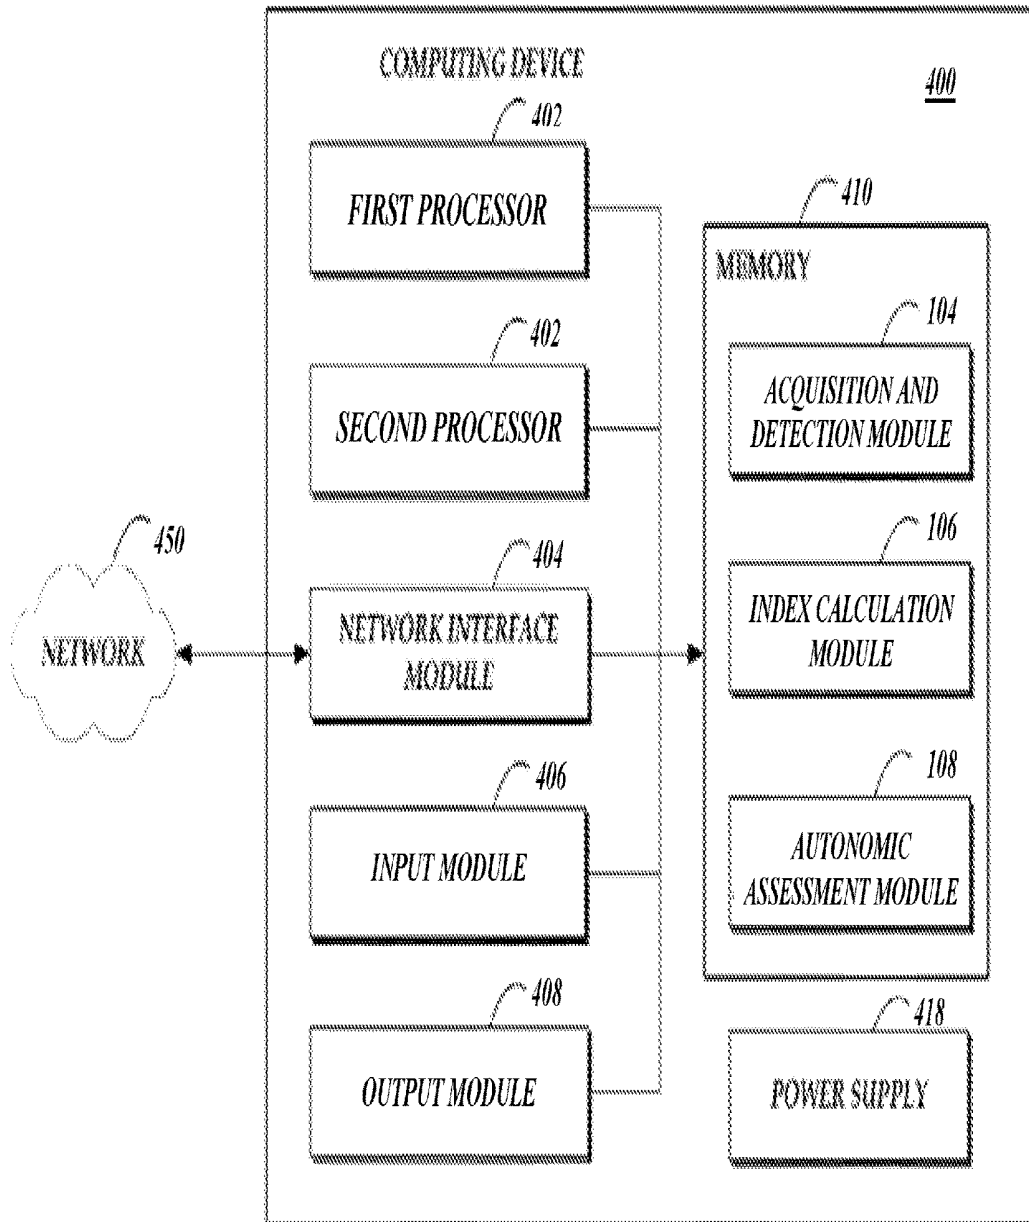 COMPUTING DEVICE
400
402
FIRST PROCESSOR
402
SECOND PROCESSOR
450
NETWORK
404
NETWORK INTERFACE
MODULE
406
INPUT MODULE
408
OUTPUT MODULE
410
MEMORY
104
ACQUISITION AND
DETECTION MODULE
106
INDEX CALCULATION
MODULE
108
AUTONOMIC
ASSESSMENT MODULE
418
POWER SUPPLY